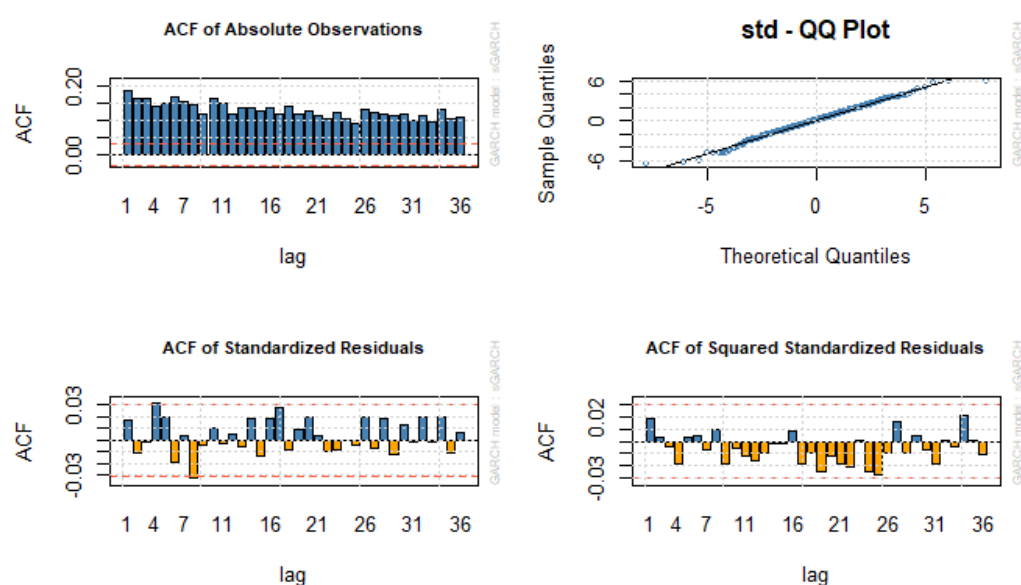 ACF of Absolute Observations
ACF
0.00 0.20
1 4 7 11 16 21 26 31 36
lag
GARCH model : sGARCH
std - QQ Plot
Sample Quantiles
-6 0 6
-5 0 5
Theoretical Quantiles
GARCH model : sGARCH
ACF of Standardized Residuals
ACF
-0.03 0.03
1 4 7 11 16 21 26 31 36
lag
GARCH model : sGARCH
ACF of Squared Standardized Residuals
ACF
-0.03 0.02
1 4 7 11 16 21 26 31 36
lag
GARCH model : sGARCH